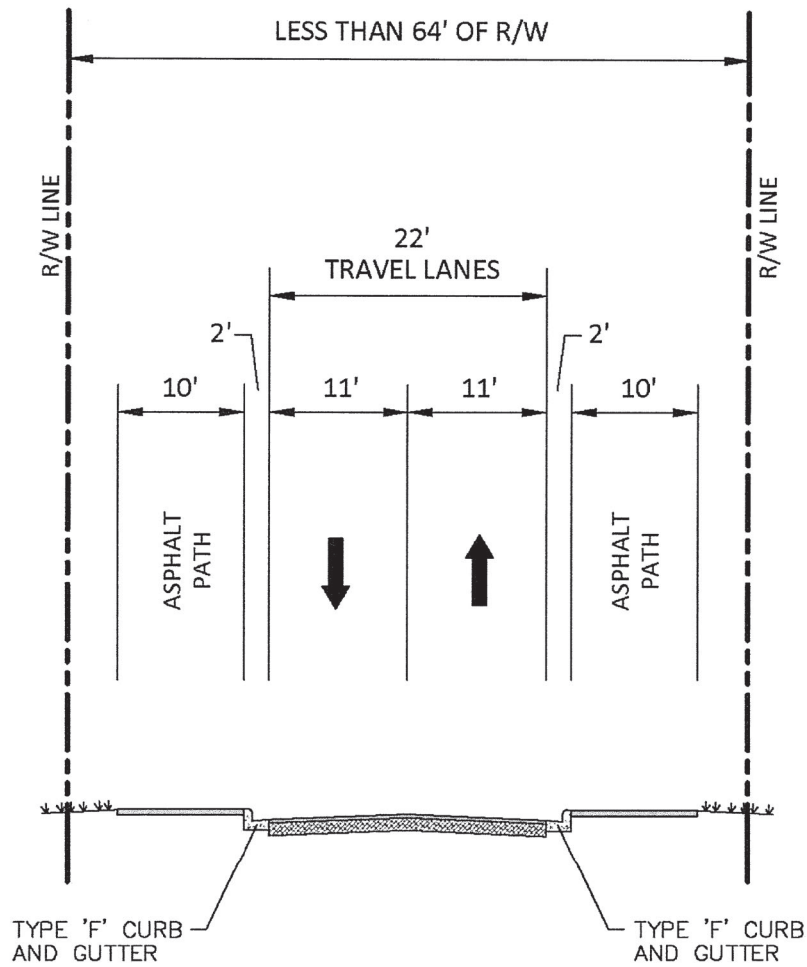 LESS THAN 64' OF R/W
R/W LINE
R/W LINE
22'
TRAVEL LANES
2'
2'
10'
11'
11'
10'
ASPHALT
PATH
ASPHALT
PATH
TYPE 'F' CURB
AND GUTTER
TYPE 'F' CURB
AND GUTTER